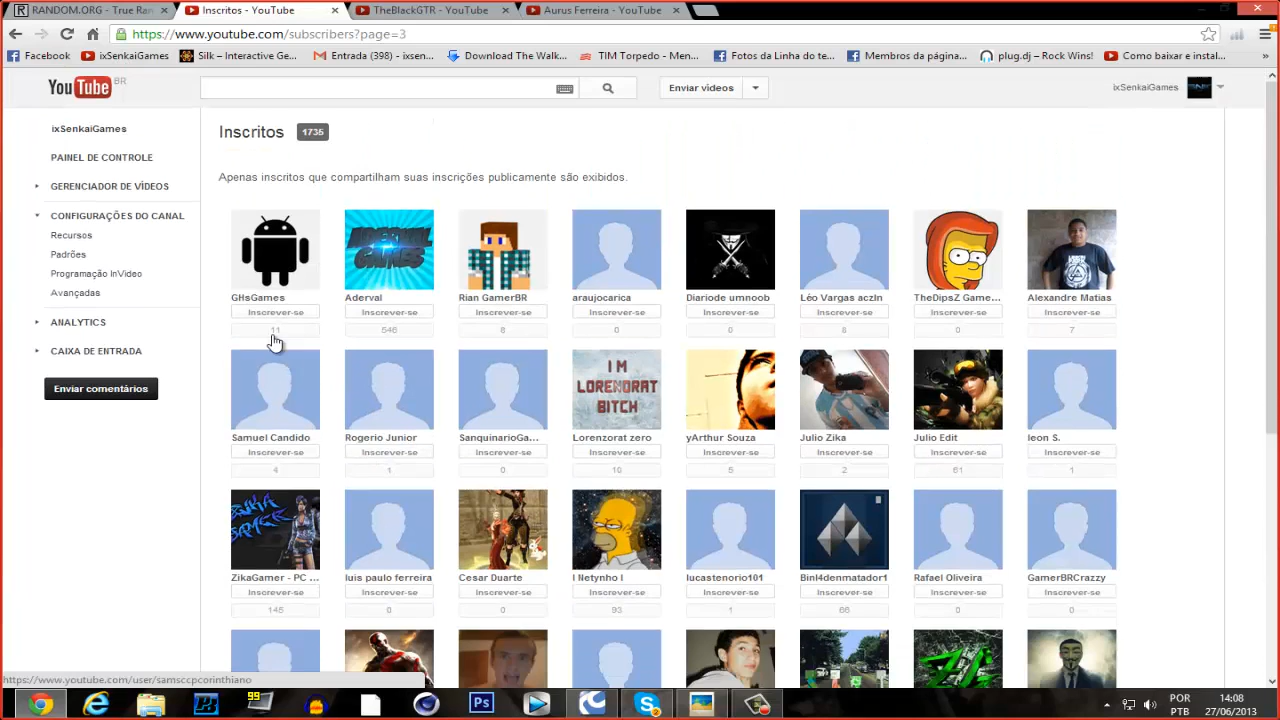 RANDOM.ORG - True Ran
Inscritos - YouTube
TheBlackGTR - YouTube
Aurus Ferreira - YouTube
https://www.youtube.com/subscribers?page=3
Facebook
ixSenkaiGames
Silk – Interactive Ge...
Entrada (398) - ixsen...
Download The Walk...
TIM Torpedo - Men...
Fotos da Linha do te...
Membros da página...
plug.dj – Rock Wins!
Como baixar e instal...
»
YouTube BR
Enviar vídeos
ixSenkaiGames
ixSenkaiGames
PAINEL DE CONTROLE
GERENCIADOR DE VÍDEOS
CONFIGURAÇÕES DO CANAL
Recursos
Padrões
Programação InVideo
Avançadas
ANALYTICS
CAIXA DE ENTRADA
Enviar comentários
Inscritos 1735
Apenas inscritos que compartilham suas inscrições publicamente são exibidos.
ADERVAL GAMES
GHsGames Aderval Rian GamerBR araujocarica Diariode umnoob Léo Vargas aczln TheDipsZ Game... Alexandre Matias
Inscrever-se Inscrever-se Inscrever-se Inscrever-se Inscrever-se Inscrever-se Inscrever-se Inscrever-se
11 546 8 0 0 8 0 7
I M
LORENORAT
BITCH
Samuel Candido Rogerio Junior SanquinarioGa... Lorenzorat zero yArthur Souza Julio Zika Julio Edit leon S.
Inscrever-se Inscrever-se Inscrever-se Inscrever-se Inscrever-se Inscrever-se Inscrever-se Inscrever-se
4 1 0 10 5 2 61 1
ZikaGamer - PC ... luis paulo ferreira Cesar Duarte I Netynho I lucastenorio101 Binl4denmatador1 Rafael Oliveira GamerBRCrazzy
Inscrever-se Inscrever-se Inscrever-se Inscrever-se Inscrever-se Inscrever-se Inscrever-se Inscrever-se
145 0 0 93 1 66 0 0
https://www.youtube.com/user/samsccpcorinthiano
99
Ps
2
POR
PTB
14:08
27/06/2013